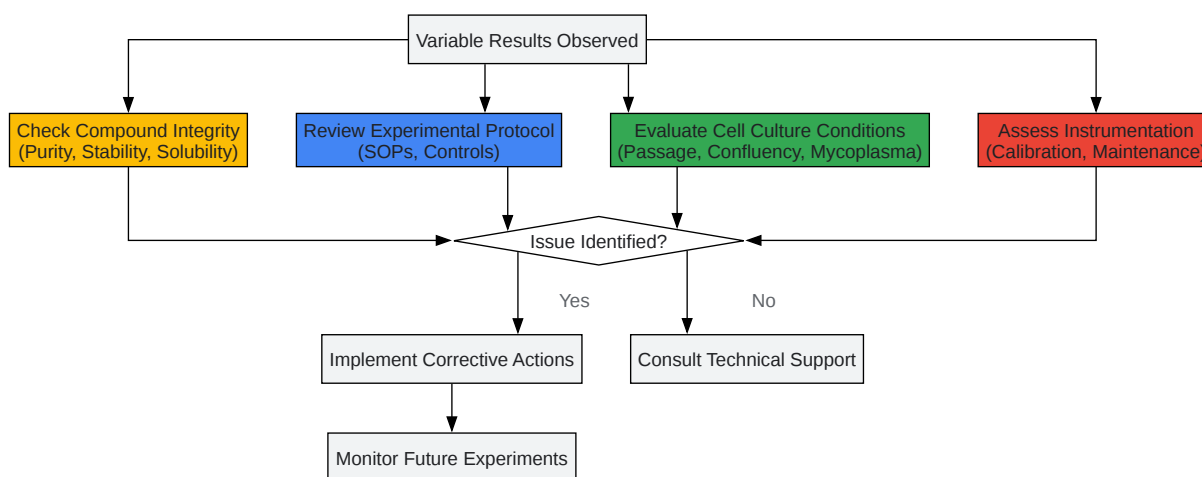 Variable Results Observed
Check Compound Integrity
(Purity, Stability, Solubility)
Review Experimental Protocol
(SOPs, Controls)
Evaluate Cell Culture Conditions
(Passage, Confluency, Mycoplasma)
Assess Instrumentation
(Calibration, Maintenance)
Issue Identified?
Yes
No
Implement Corrective Actions
Consult Technical Support
Monitor Future Experiments